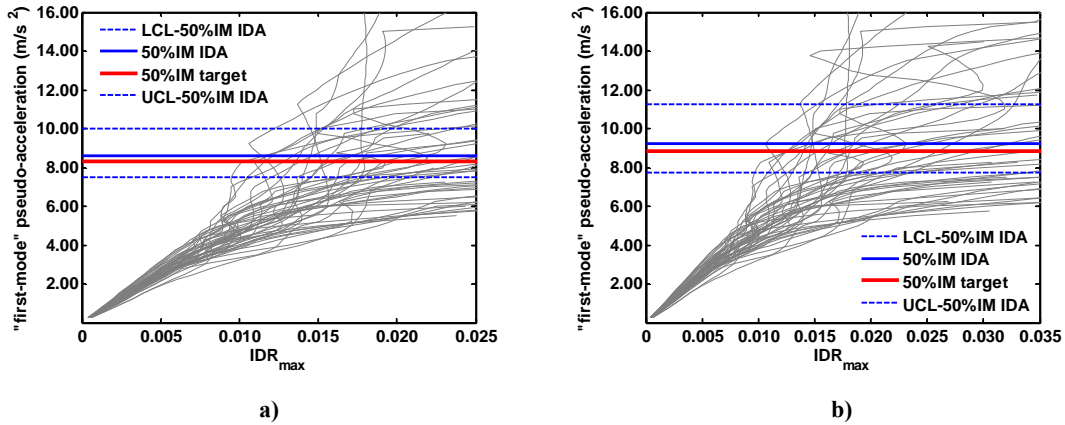 "first-mode" pseudo-acceleration (m/s²)
16.00
14.00
12.00
10.00
8.00
6.00
4.00
2.00
LCL-50%IM IDA
50%IM IDA
50%IM target
UCL-50%IM IDA
0 0.005 0.010 0.015 0.020 0.025
IDRmax
a)
"first-mode" pseudo-acceleration (m/s²)
16.00
14.00
12.00
10.00
8.00
6.00
4.00
2.00
LCL-50%IM IDA
50%IM IDA
50%IM target
UCL-50%IM IDA
0 0.005 0.010 0.015 0.020 0.025 0.030 0.035
IDRmax
b)